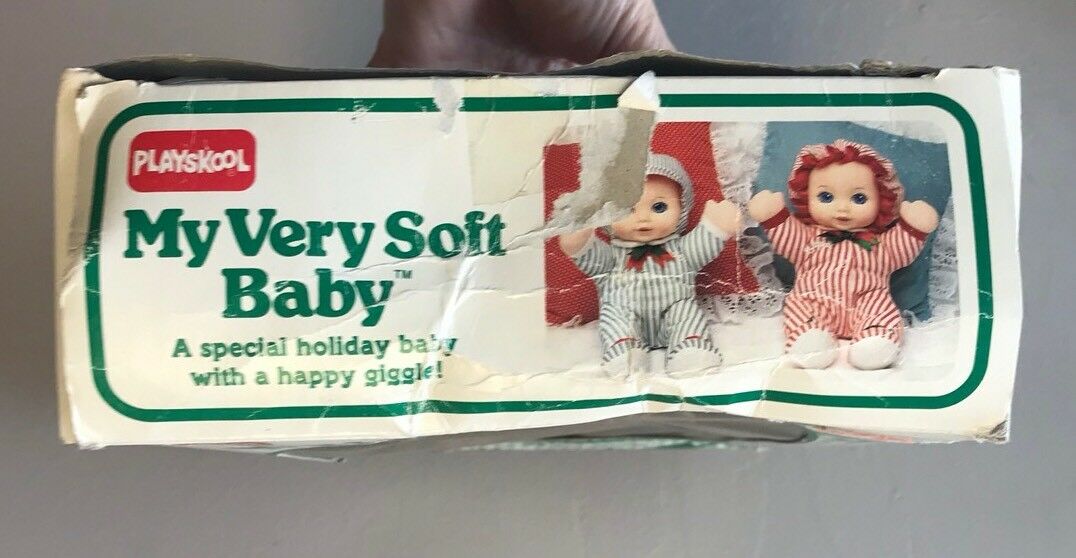 PLAYSKOOL
My Very Soft
Baby™
A special holiday baby
with a happy giggle!